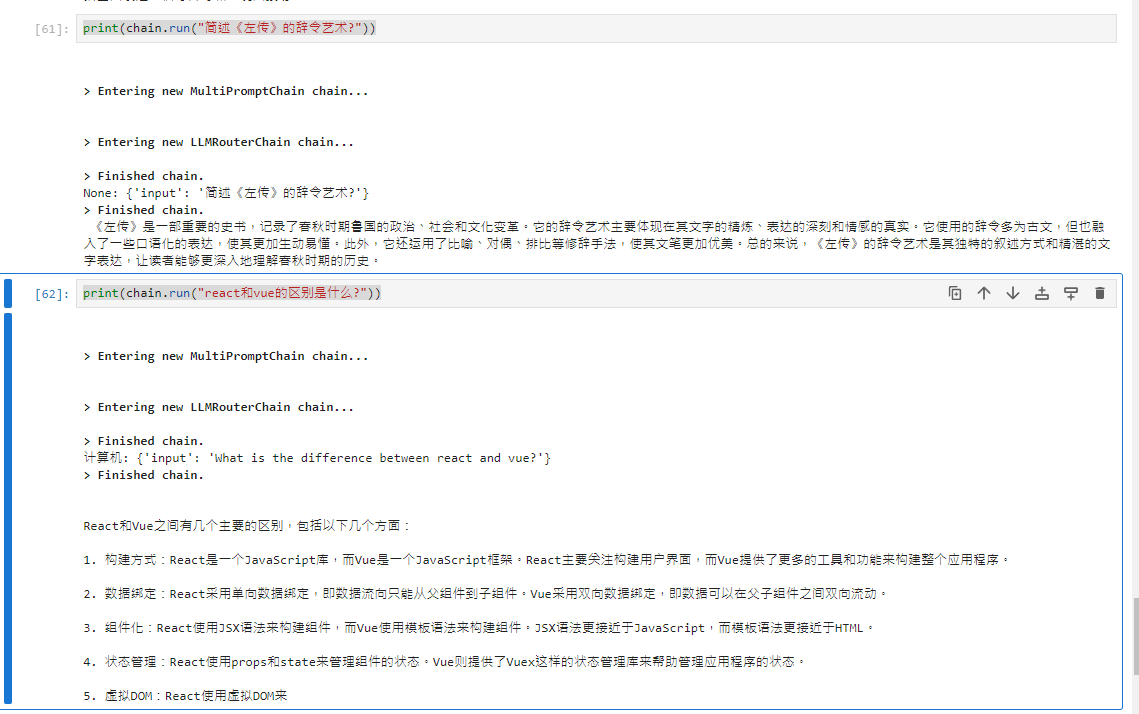 [61]: print(chain.run("简述《左传》的辞令艺术?"))
> Entering new MultiPromptChain chain...
> Entering new LLMRouterChain chain...
> Finished chain.
None: {'input': '简述《左传》的辞令艺术?'}
> Finished chain.
《左传》是一部重要的史书，记录了春秋时期鲁国的政治、社会和文化变革。它的辞令艺术主要体现在其文字的精炼、表达的深刻和情感的真实。它使用的辞令多为古文，但也融
入了一些口语化的表达，使其更加生动易懂。此外，它还运用了比喻、对偶、排比等修辞手法，使其文笔更加优美。总的来说，《左传》的辞令艺术是其独特的叙述方式和精湛的文
字表达，让读者能够更深入地理解春秋时期的历史。
[62]: print(chain.run("react和vue的区别是什么?"))
> Entering new MultiPromptChain chain...
> Entering new LLMRouterChain chain...
> Finished chain.
计算机: {'input': 'What is the difference between react and vue?'}
> Finished chain.
React和Vue之间有几个主要的区别，包括以下几个方面：
1. 构建方式：React是一个JavaScript库，而Vue是一个JavaScript框架。React主要关注构建用户界面，而Vue提供了更多的工具和功能来构建整个应用程序。
2. 数据绑定：React采用单向数据绑定，即数据流向只能从父组件到子组件。Vue采用双向数据绑定，即数据可以在父子组件之间双向流动。
3. 组件化：React使用JSX语法来构建组件，而Vue使用模板语法来构建组件。JSX语法更接近于JavaScript，而模板语法更接近于HTML。
4. 状态管理：React使用props和state来管理组件的状态。Vue则提供了Vuex这样的状态管理库来帮助管理应用程序的状态。
5. 虚拟DOM：React使用虚拟DOM来